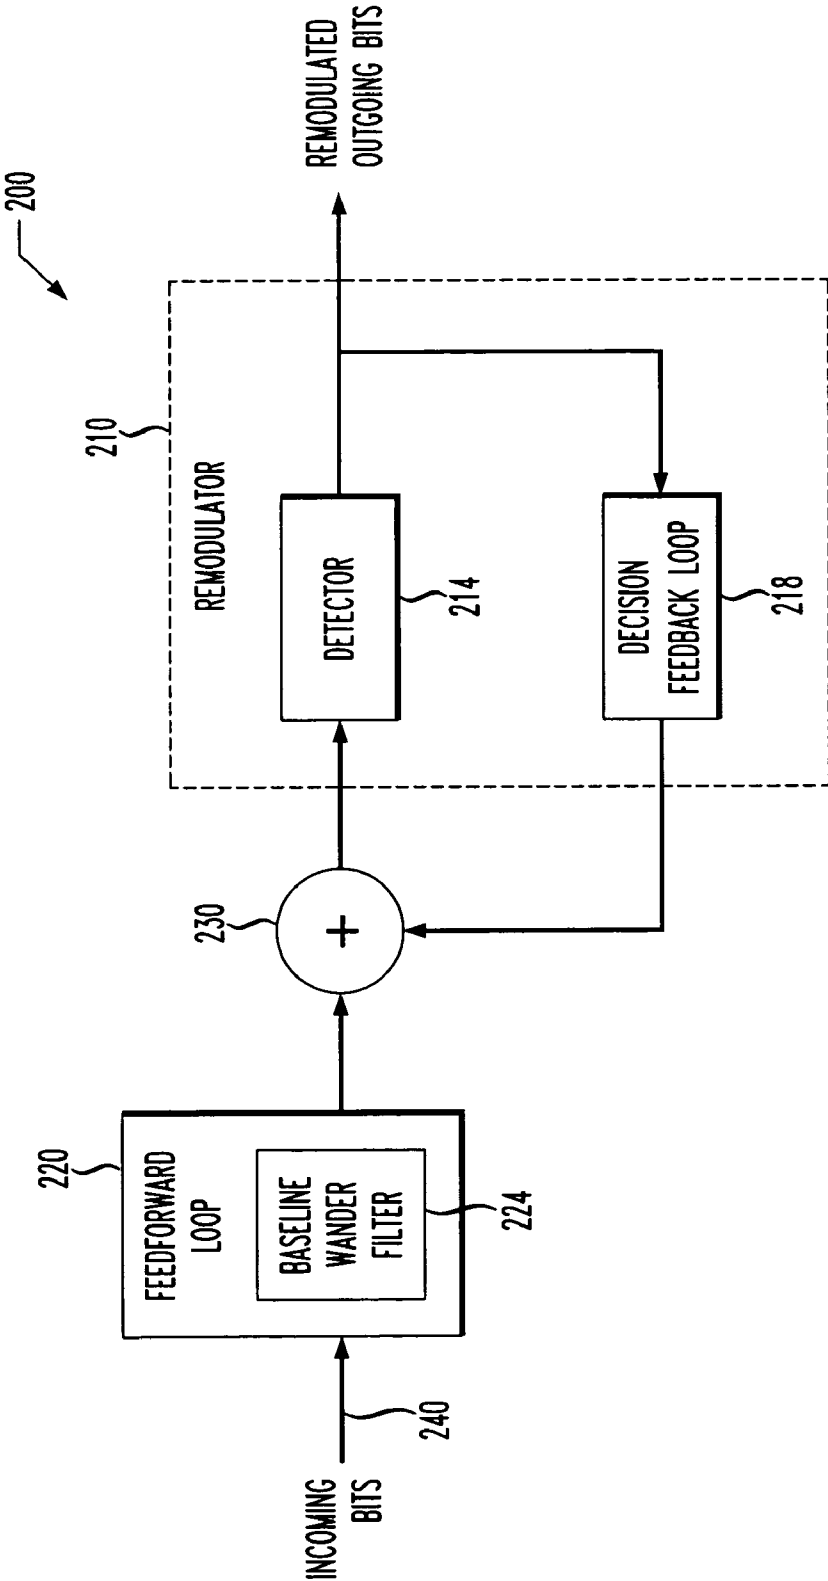 200
210
REMODULATOR
REMODULATED
OUTGOING BITS
220
FEEDFORWARD
LOOP
BASELINE
WANDER
FILTER
224
230
+
DETECTOR
214
DECISION
FEEDBACK LOOP
218
INCOMING
BITS
240